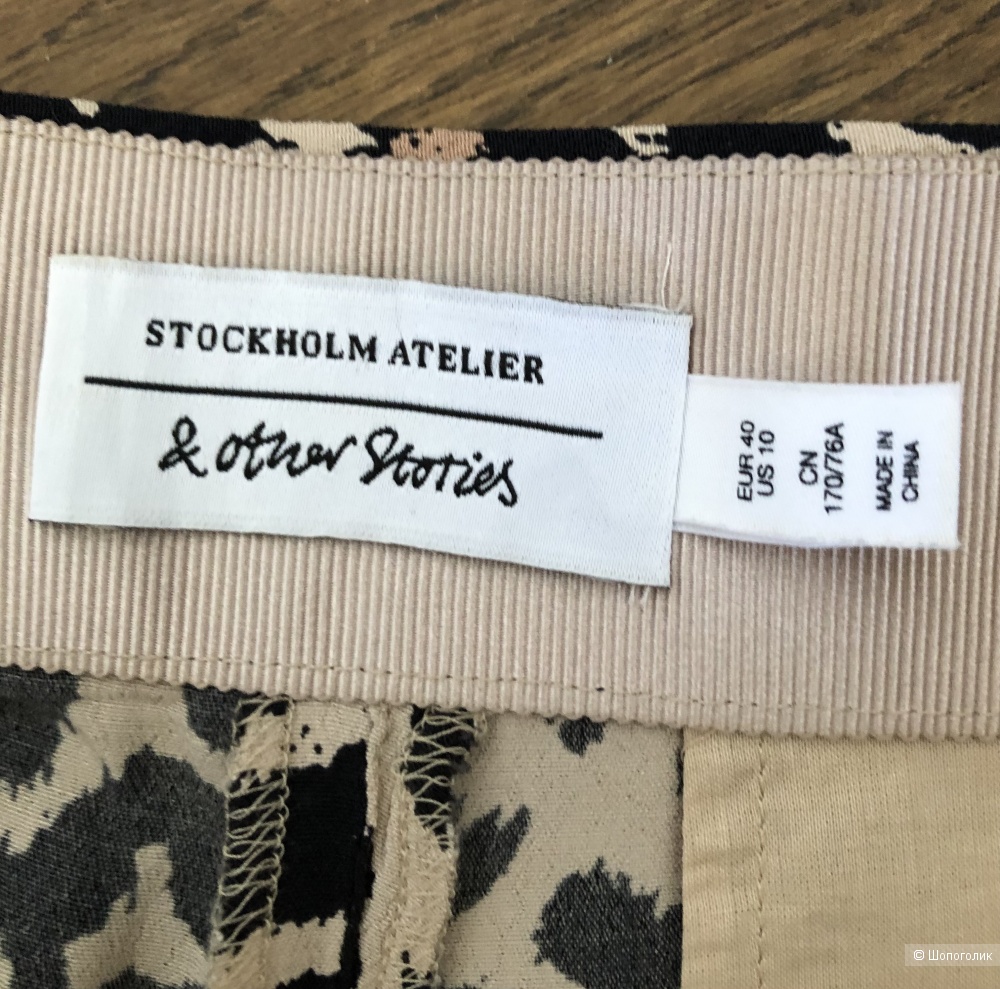 STOCKHOLM ATELIER
& other Stories
EUR 40
US 10
CN
170/76A
MADE IN
CHINA
© Шопоголик